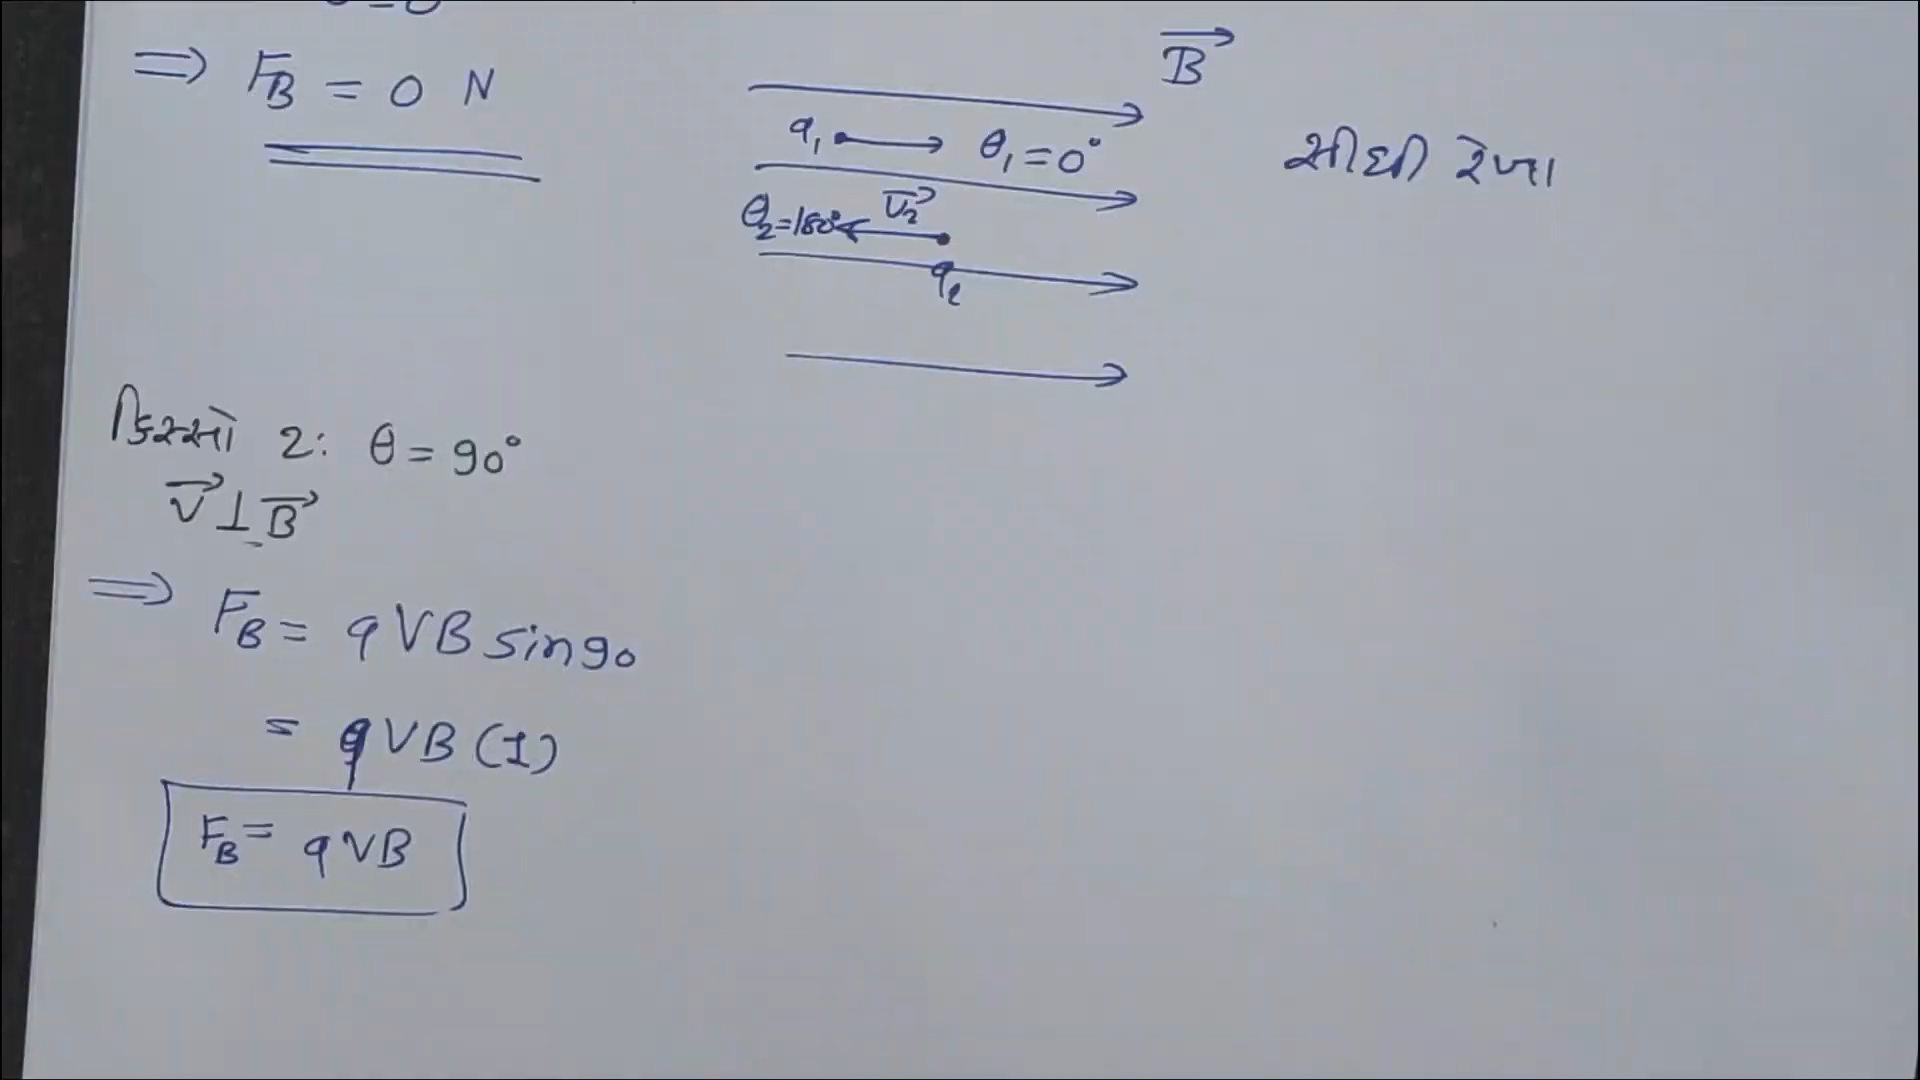 ⇒ F_B = 0 N
B⃗
q₁ θ₁ = 0°
સીધી રેખા
θ₂ = 180° V₂⃗
q₂
કિસ્સો 2: θ = 90°
V⃗ ⊥ B⃗
⇒ F_B = qVB sin90
= qVB (1)
F_B = qVB